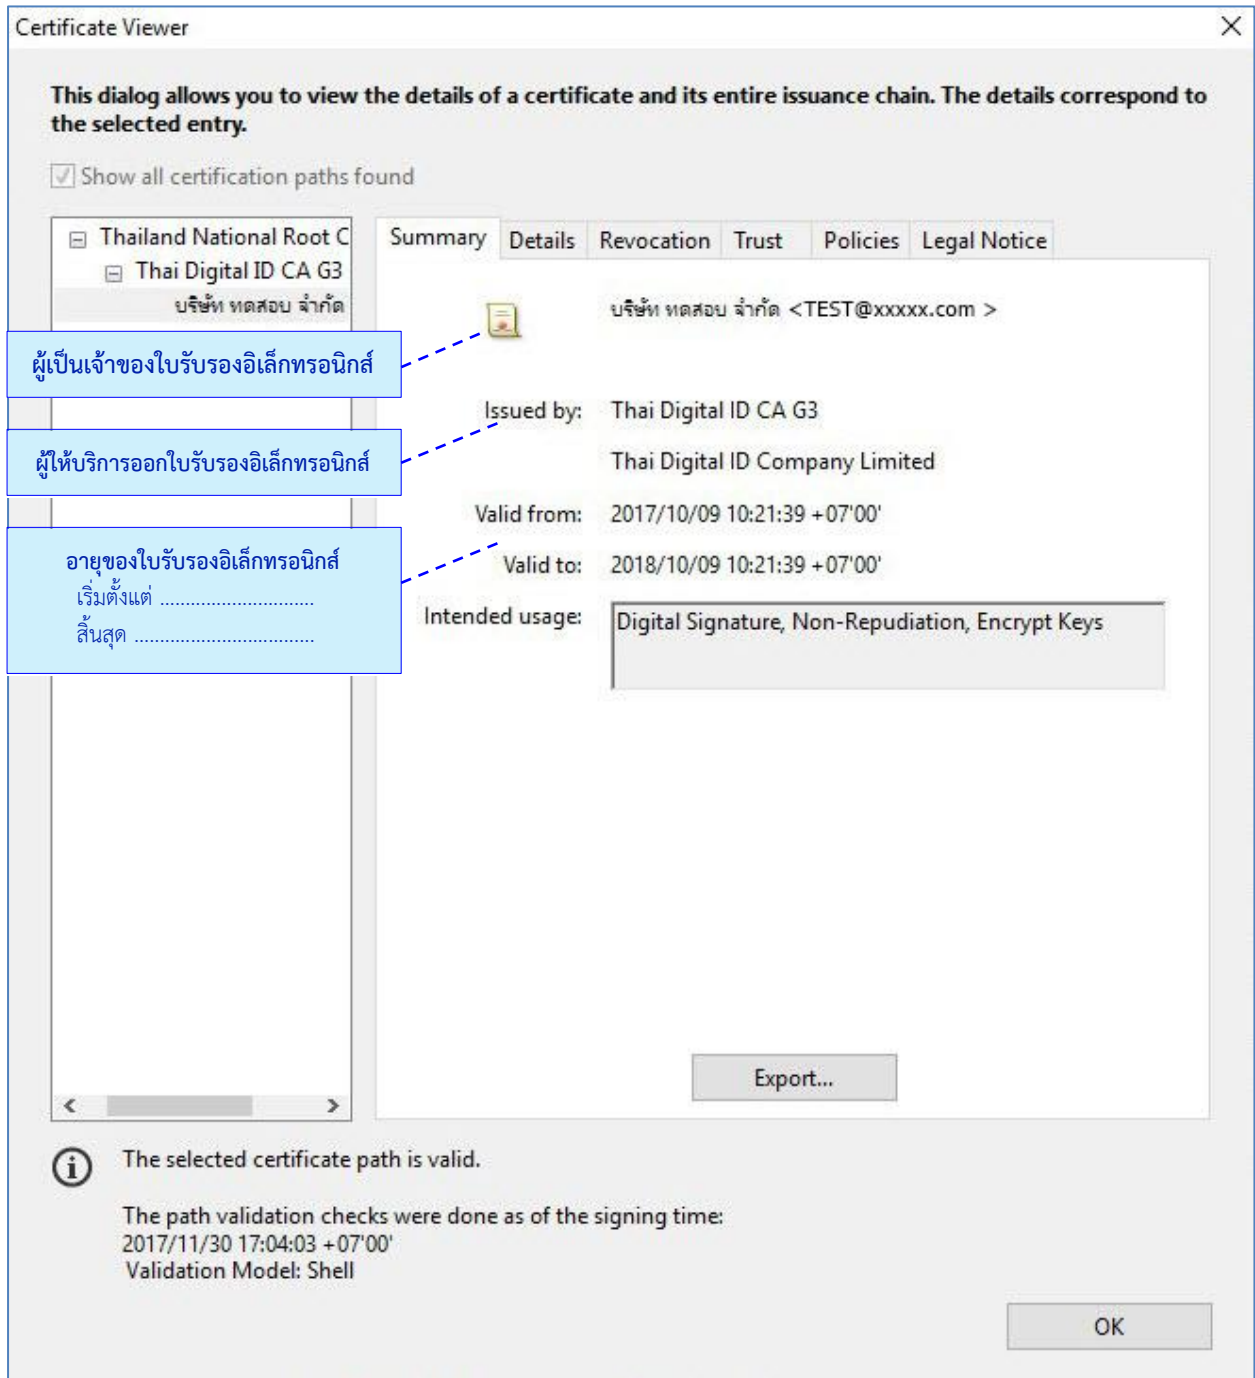 Certificate Viewer
This dialog allows you to view the details of a certificate and its entire issuance chain. The details correspond to
the selected entry.
Show all certification paths found
Thailand National Root C
Thai Digital ID CA G3
บริษัท ทดสอบ จำกัด
Summary Details Revocation Trust Policies Legal Notice
บริษัท ทดสอบ จำกัด <TEST@xxxxx.com >
ผู้เป็นเจ้าของใบรับรองอิเล็กทรอนิกส์
Issued by: Thai Digital ID CA G3
ผู้ให้บริการออกใบรับรองอิเล็กทรอนิกส์
Thai Digital ID Company Limited
Valid from: 2017/10/09 10:21:39 +07'00'
Valid to: 2018/10/09 10:21:39 +07'00'
อายุของใบรับรองอิเล็กทรอนิกส์
เริ่มตั้งแต่ ..............................
สิ้นสุด ...................................
Intended usage: Digital Signature, Non-Repudiation, Encrypt Keys
Export...
The selected certificate path is valid.
The path validation checks were done as of the signing time:
2017/11/30 17:04:03 +07'00'
Validation Model: Shell
OK